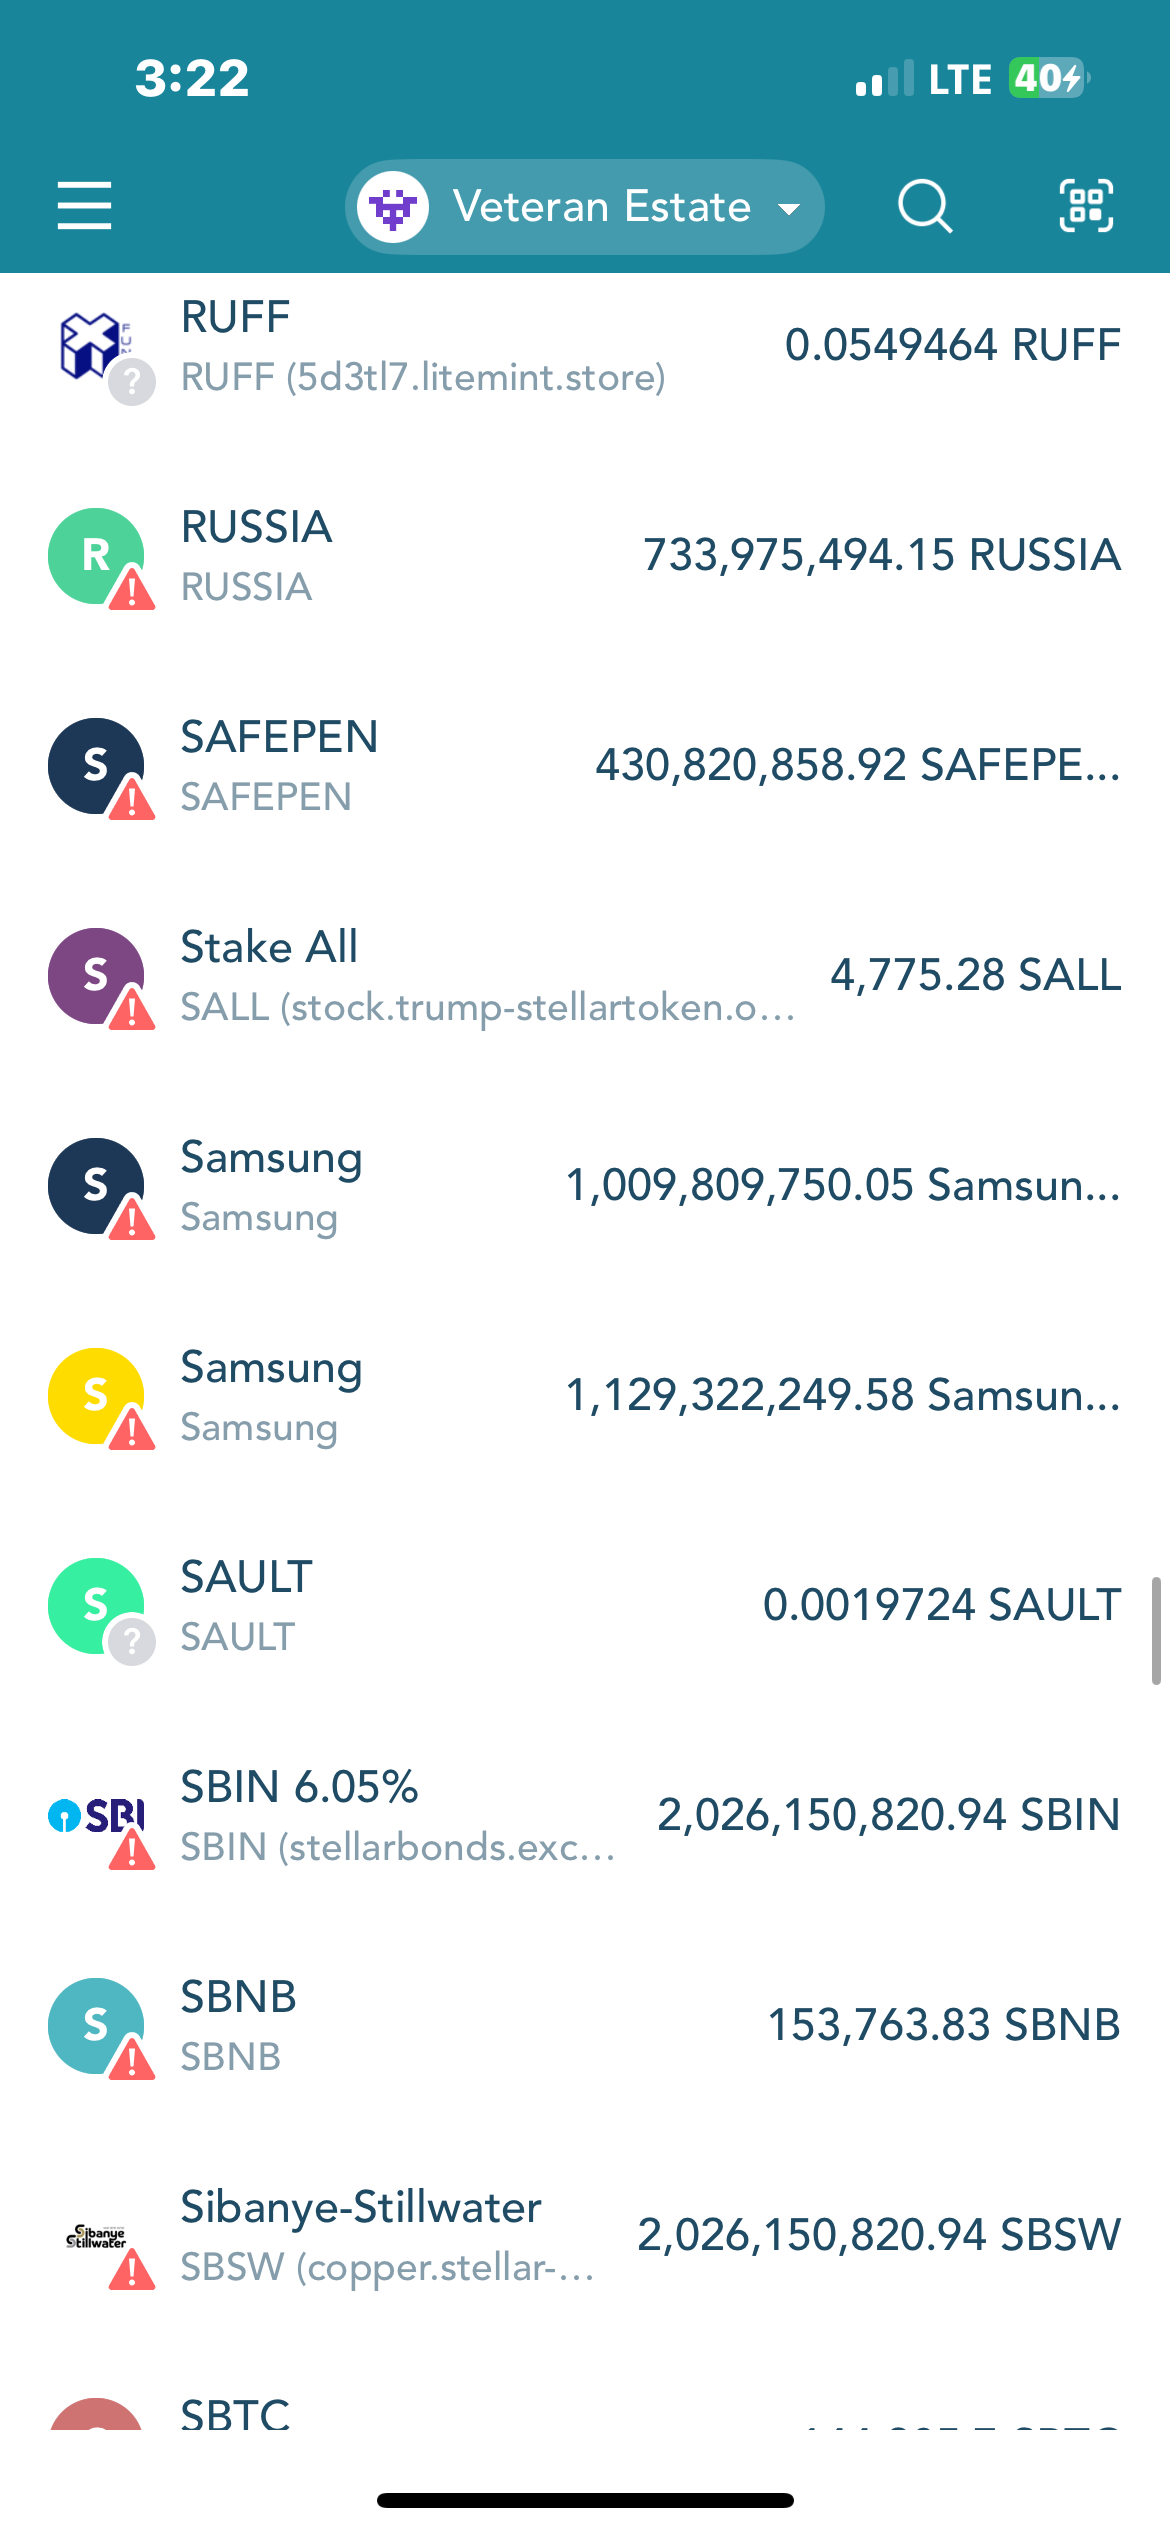 3:22
LTE 40
Veteran Estate
RUFF
0.0549464 RUFF
RUFF (5d3tl7.litemint.store)
R
RUSSIA
733,975,494.15 RUSSIA
RUSSIA
S
SAFEPEN
430,820,858.92 SAFEPE...
SAFEPEN
S
Stake All
4,775.28 SALL
SALL (stock.trump-stellartoken.o...
S
Samsung
1,009,809,750.05 Samsun...
Samsung
S
Samsung
1,129,322,249.58 Samsun...
Samsung
S
SAULT
0.0019724 SAULT
SAULT
?
SBI
SBIN 6.05%
2,026,150,820.94 SBIN
SBIN (stellarbonds.exc...
S
SBNB
153,763.83 SBNB
SBNB
Sibanye
Stillwater
Sibanye-Stillwater
2,026,150,820.94 SBSW
SBSW (copper.stellar-...
SBTC